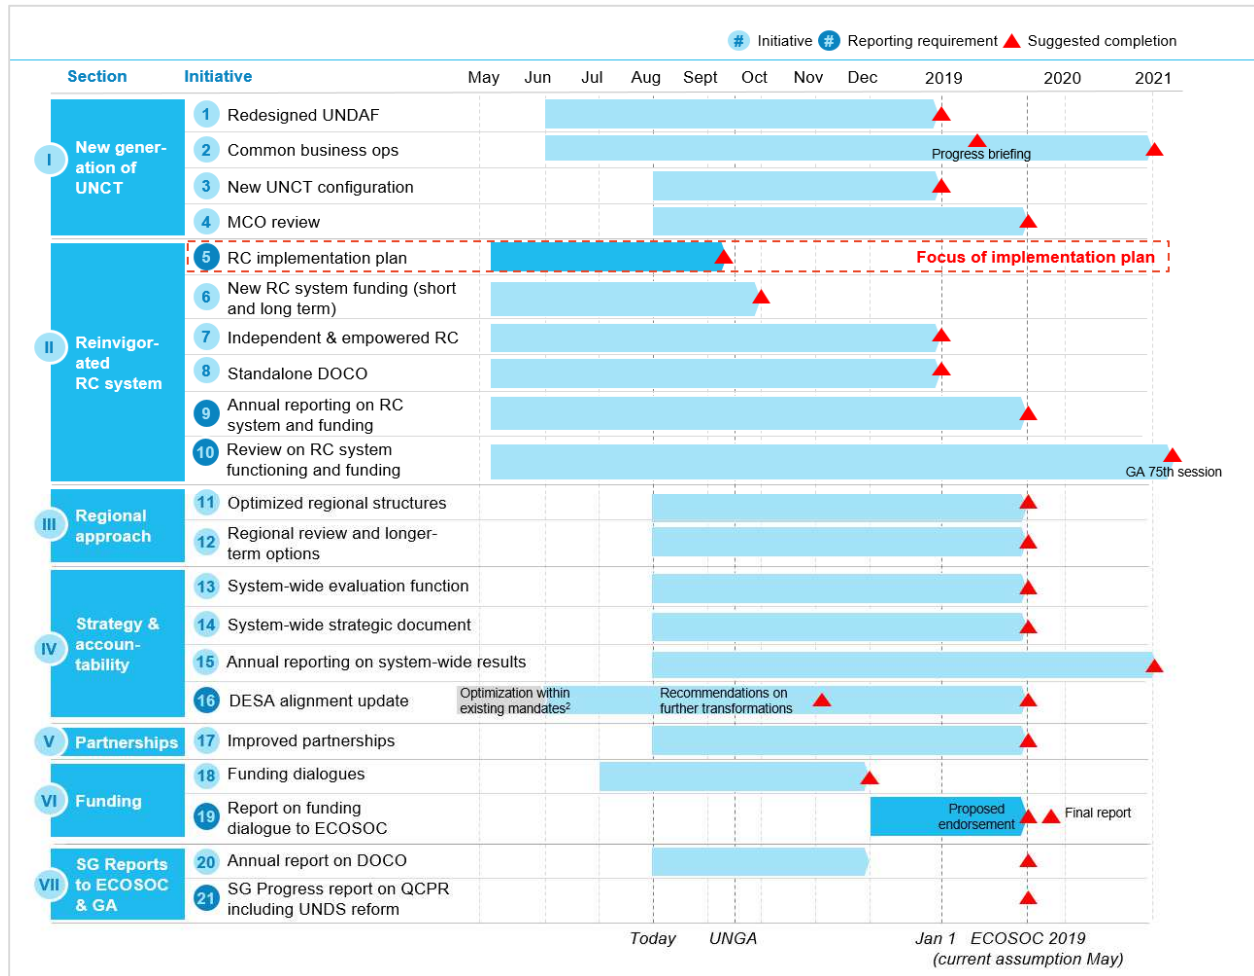 # Initiative # Reporting requirement Suggested completion
Section Initiative May Jun Jul Aug Sept Oct Nov Dec 2019 2020 2021
I
New gener-
ation of
UNCT
1 Redesigned UNDAF
2 Common business ops
Progress briefing
3 New UNCT configuration
4 MCO review
II
Reinvigor-
ated
RC system
5 RC implementation plan Focus of implementation plan
6 New RC system funding (short
and long term)
7 Independent & empowered RC
8 Standalone DOCO
9 Annual reporting on RC
system and funding
10 Review on RC system
functioning and funding
GA 75th session
III
Regional
approach
11 Optimized regional structures
12 Regional review and longer-
term options
IV
Strategy &
accoun-
tability
13 System-wide evaluation function
14 System-wide strategic document
15 Annual reporting on system-wide results
16 DESA alignment update
Optimization within
existing mandates²
Recommendations on
further transformations
V
Partnerships
17 Improved partnerships
VI
Funding
18 Funding dialogues
19 Report on funding
dialogue to ECOSOC
Proposed
endorsement
Final report
VII
SG Reports
to ECOSOC
& GA
20 Annual report on DOCO
21 SG Progress report on QCPR
including UNDS reform
Today UNGA Jan 1 ECOSOC 2019
(current assumption May)